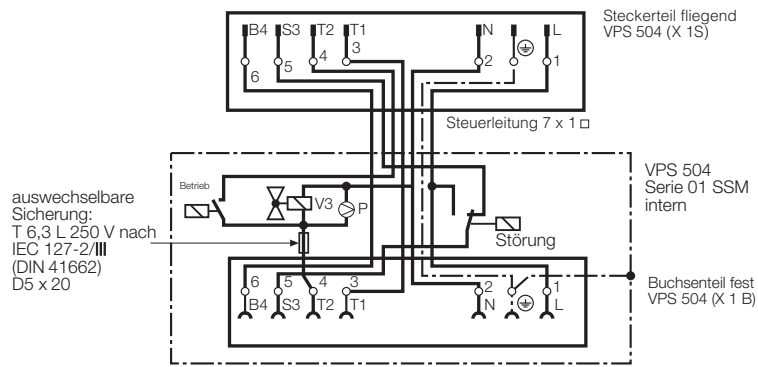 B4 S3 T2 T1 N L
6 5 4 3 2 1
Steckerteil fliegend
VPS 504 (X 1S)
Steuerleitung 7 x 1 □
Betrieb
V3
P
Störung
VPS 504
Serie 01 SSM
intern
auswechselbare
Sicherung:
T 6,3 L 250 V nach
IEC 127-2/III
(DIN 41662)
D5 x 20
6 5 4 3 2 1
B4 S3 T2 T1 N L
Buchsenteil fest
VPS 504 (X 1 B)